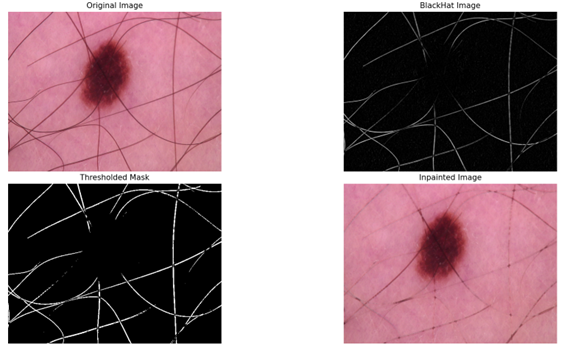 Original Image
BlackHat Image
Thresholded Mask
Inpainted Image